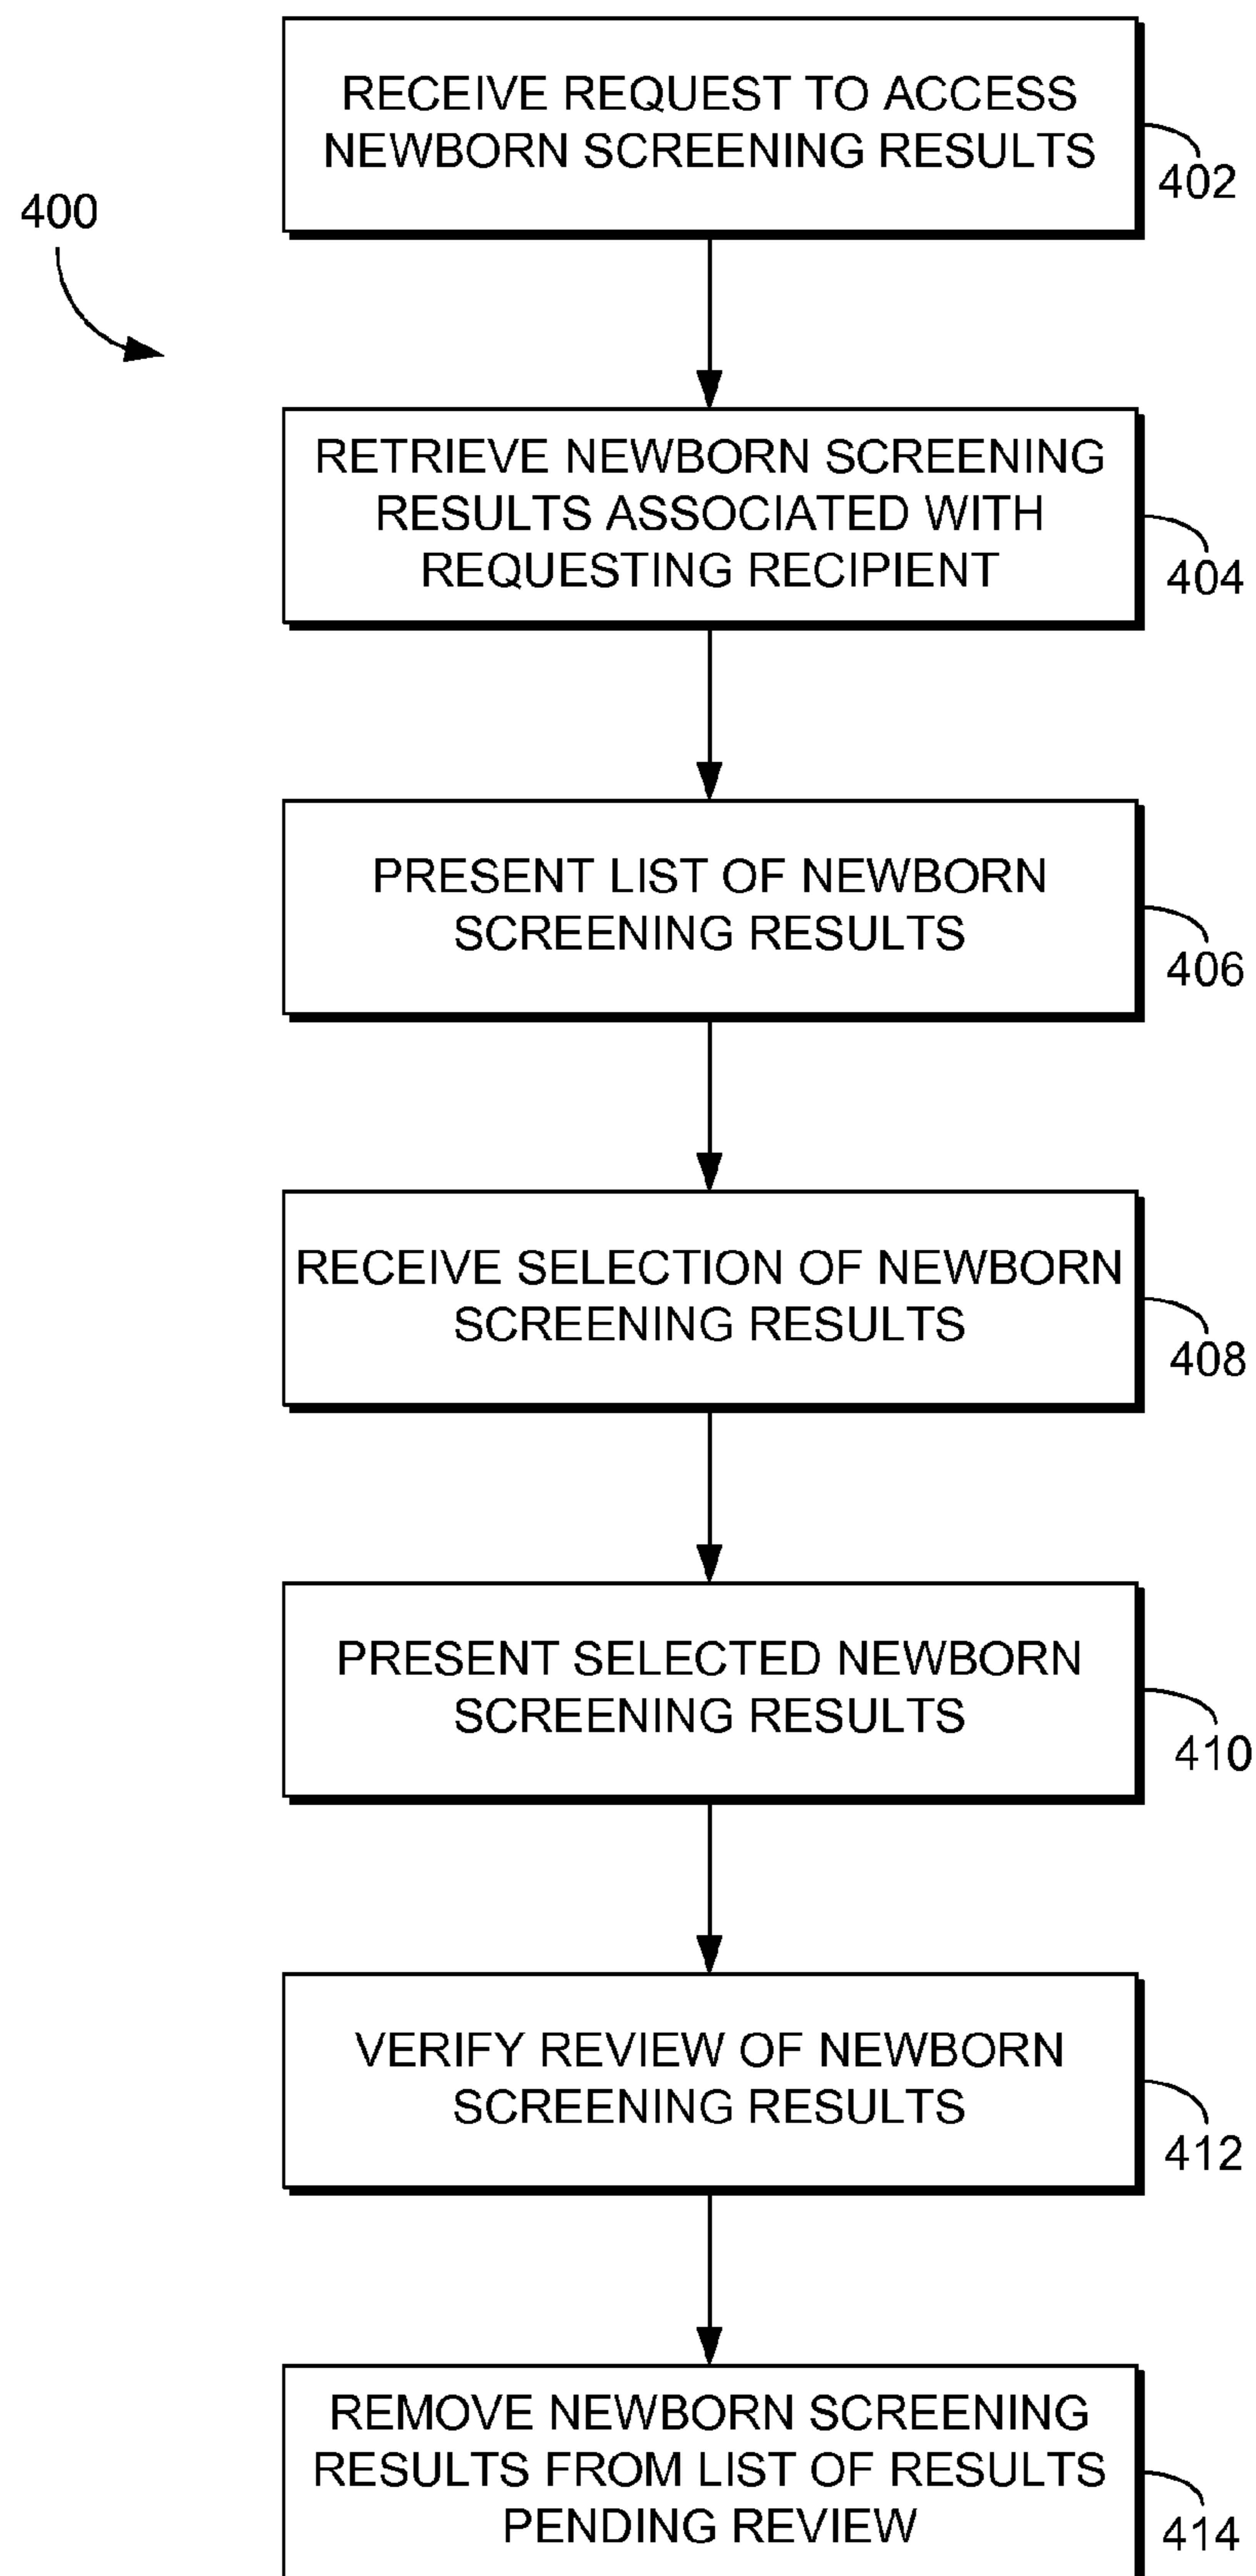 RECEIVE REQUEST TO ACCESS
NEWBORN SCREENING RESULTS
402
400
RETRIEVE NEWBORN SCREENING
RESULTS ASSOCIATED WITH
REQUESTING RECIPIENT
404
PRESENT LIST OF NEWBORN
SCREENING RESULTS
406
RECEIVE SELECTION OF NEWBORN
SCREENING RESULTS
408
PRESENT SELECTED NEWBORN
SCREENING RESULTS
410
VERIFY REVIEW OF NEWBORN
SCREENING RESULTS
412
REMOVE NEWBORN SCREENING
RESULTS FROM LIST OF RESULTS
PENDING REVIEW
414